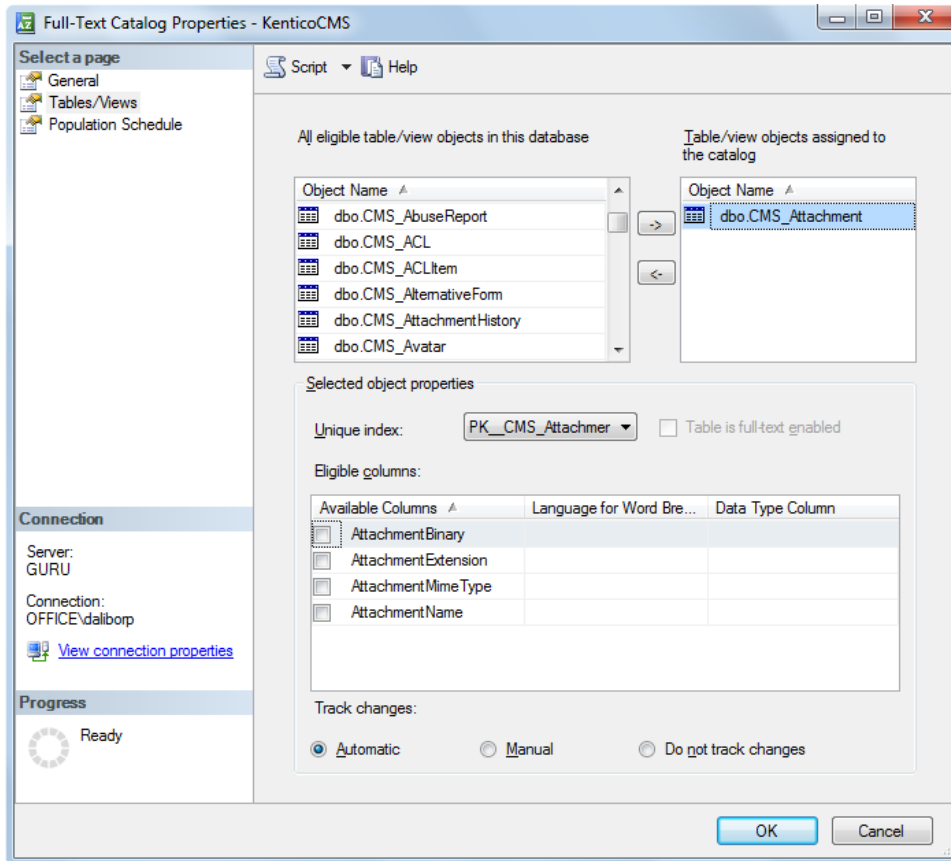 Full-Text Catalog Properties - KenticoCMS
Select a page
General
Tables/Views
Population Schedule
Script
Help
All eligible table/view objects in this database
Table/view objects assigned to
the catalog
Object Name
dbo.CMS_AbuseReport
dbo.CMS_ACL
dbo.CMS_ACLItem
dbo.CMS_AlternativeForm
dbo.CMS_AttachmentHistory
dbo.CMS_Avatar
->
<-
Object Name
dbo.CMS_Attachment
Selected object properties
Unique index:
PK__CMS_Attachmer
Table is full-text enabled
Eligible columns:
Available Columns
Language for Word Bre...
Data Type Column
AttachmentBinary
AttachmentExtension
AttachmentMimeType
AttachmentName
Track changes:
Automatic
Manual
Do not track changes
Connection
Server:
GURU
Connection:
OFFICE\daliborp
View connection properties
Progress
Ready
OK
Cancel